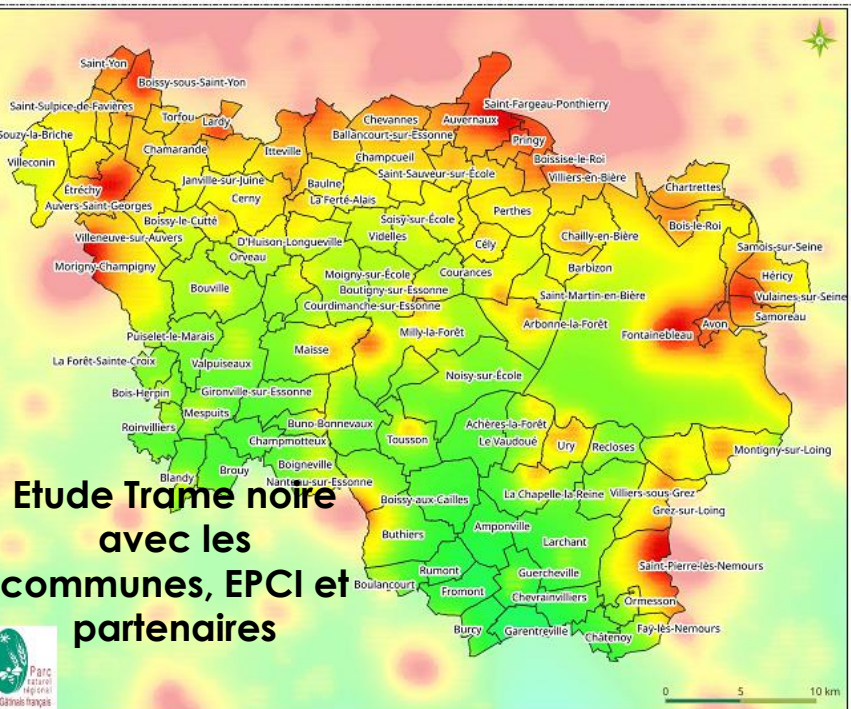 Saint-Yon
Boissy-sous-Saint-Yon
Saint-Sulpice-de-Favières
Saint-Fargeau-Ponthierry
Torfou
Lardy
Chevannes
Auvernaux
Souzy-la-Briche
Ballancourt-sur-Essonne
Pringy
Chamarande
Itteville
Champcueil
Boissise-le-Roi
Villeconin
Saint-Sauveur-sur-École
Villiers-en-Bière
Étréchy
Janville-sur-Juine
Baulne
Chartrettes
Auvers-Saint-Georges
Cerny
La Ferté-Alais
Boissy-le-Cutté
Soisy-sur-École
Perthes
Bois-le-Roi
Villeneuve-sur-Auvers
D'Huison-Longueville
Videlles
Cély
Chailly-en-Bière
Samois-sur-Seine
Orveau
Morigny-Champigny
Moigny-sur-École
Courances
Barbizon
Héricy
Bouville
Boutigny-sur-Essonne
Saint-Martin-en-Bière
Vulaines-sur-Seine
Courdimanche-sur-Essonne
Samoreau
Puiselet-le-Marais
Milly-la-Forêt
Arbonne-la-Forêt
Avon
Fontainebleau
Maisse
La Forêt-Sainte-Croix
Valpuiseaux
Noisy-sur-École
Bois-Herpin
Gironville-sur-Essonne
Mespuits
Roinvilliers
Buno-Bonnevaux
Achères-la-Forêt
Champmotteux
Tousson
Le Vaudoué
Ury
Recloses
Montigny-sur-Loing
Boigneville
Blandy
Brouy
Nanteau-sur-Essonne
Boissy-aux-Cailles
La Chapelle-la-Reine
Villiers-sous-Grez
Grez-sur-Loing
Etude Trame noire
avec les
communes, EPCI et
partenaires
Buthiers
Amponville
Larchant
Saint-Pierre-lès-Nemours
Rumont
Guercheville
Boulancourt
Fromont
Chevrainvilliers
Ormesson
Burcy
Garentreville
Châtenoy
Faÿ-lès-Nemours
Parc
naturel
régional
Gâtinais français
0 5 10 km